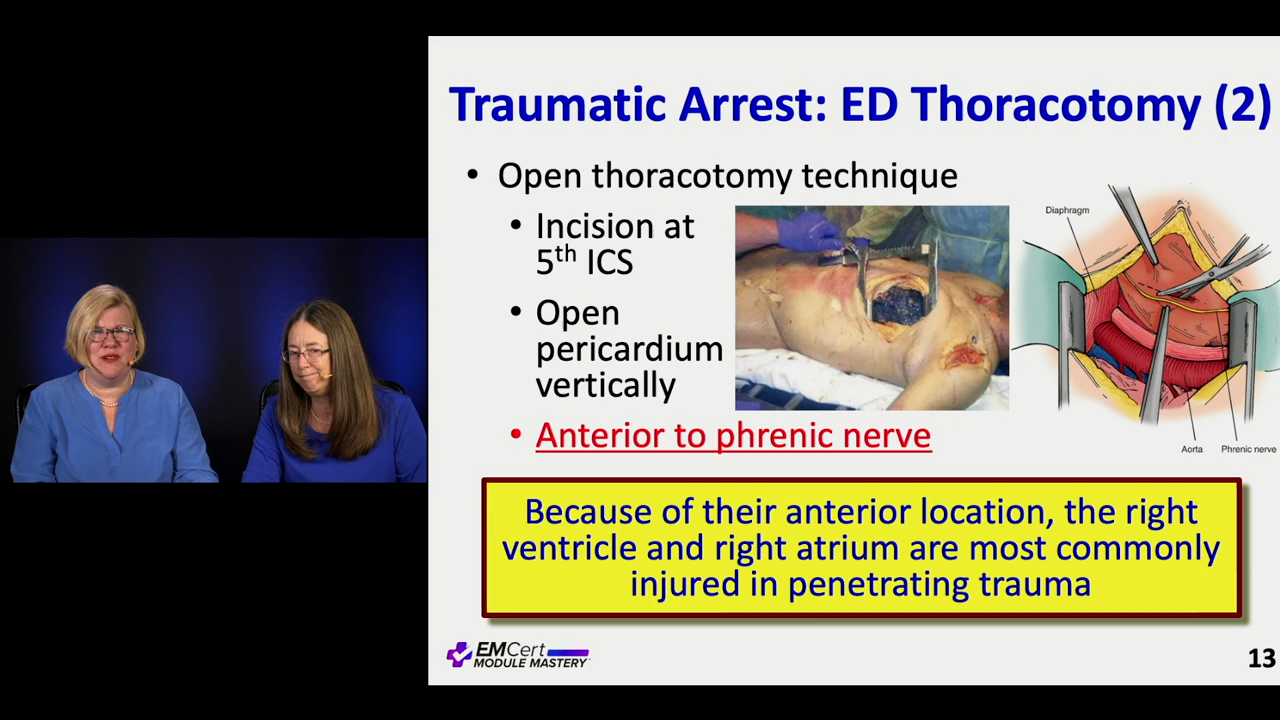 Traumatic Arrest: ED Thoracotomy (2)
• Open thoracotomy technique
• Incision at
5th ICS
• Open
pericardium
vertically
• Anterior to phrenic nerve
Diaphragm
Aorta
Phrenic nerve
Because of their anterior location, the right
ventricle and right atrium are most commonly
injured in penetrating trauma
EMCert
MODULE MASTERY
13